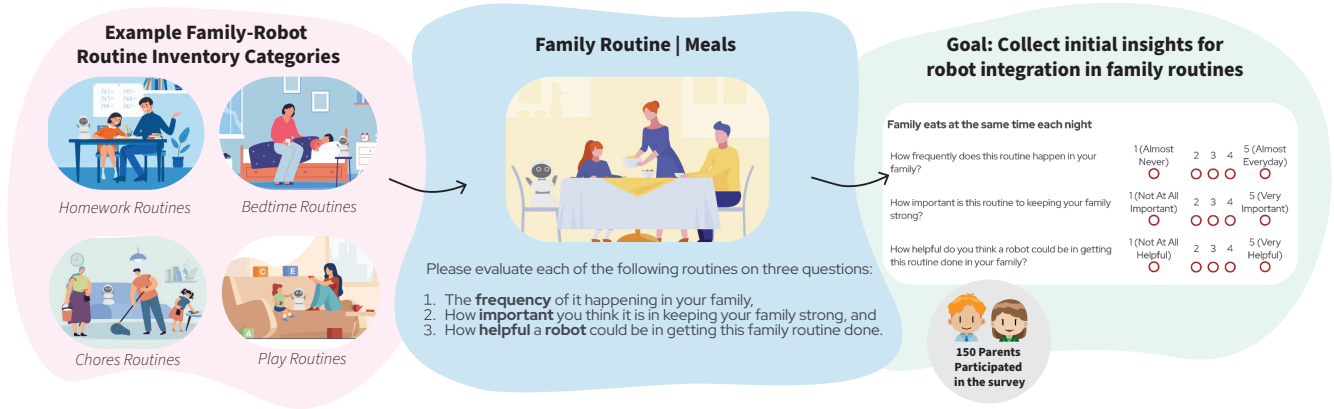 Example Family-Robot
Routine Inventory Categories
Homework Routines
Bedtime Routines
C E
A
Chores Routines
Play Routines
Family Routine | Meals
Please evaluate each of the following routines on three questions:
1. The frequency of it happening in your family,
2. How important you think it is in keeping your family strong, and
3. How helpful a robot could be in getting this family routine done.
Goal: Collect initial insights for
robot integration in family routines
Family eats at the same time each night
How frequently does this routine happen in your
family?
1 (Almost
Never)
2 3 4
5 (Almost
Everyday)
How important is this routine to keeping your family
strong?
1 (Not At All
Important)
2 3 4
5 (Very
Important)
How helpful do you think a robot could be in getting
this routine done in your family?
1 (Not At All
Helpful)
2 3 4
5 (Very
Helpful)
150 Parents
Participated
in the survey